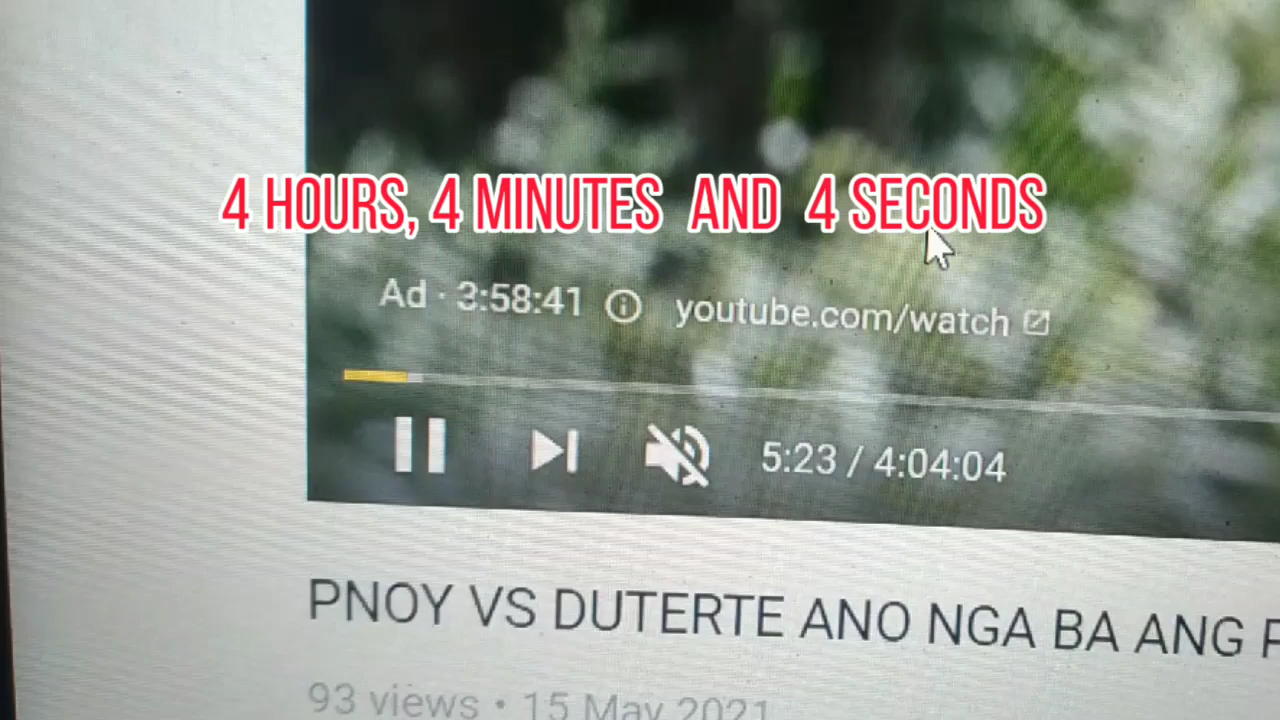 4 HOURS, 4 MINUTES AND 4 SECONDS
Ad · 3:58:41 youtube.com/watch
5:23 / 4:04:04
PNOY VS DUTERTE ANO NGA BA ANG
93 views • 15 May 2021